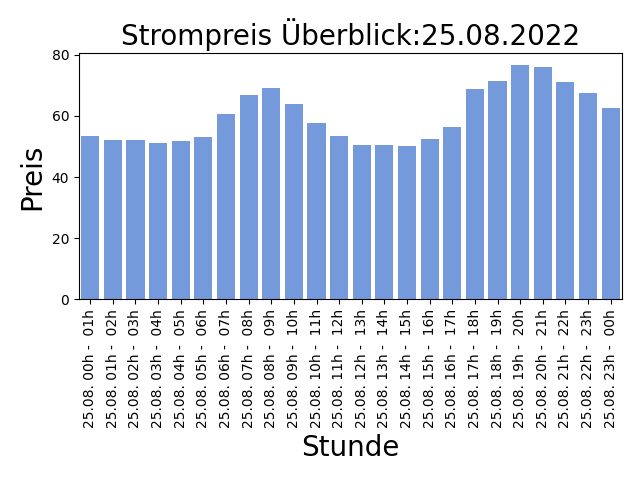 Strompreis Überblick:25.08.2022
Preis
80
60
40
20
0
25.08. 00h - 01h
25.08. 01h - 02h
25.08. 02h - 03h
25.08. 03h - 04h
25.08. 04h - 05h
25.08. 05h - 06h
25.08. 06h - 07h
25.08. 07h - 08h
25.08. 08h - 09h
25.08. 09h - 10h
25.08. 10h - 11h
25.08. 11h - 12h
25.08. 12h - 13h
25.08. 13h - 14h
25.08. 14h - 15h
25.08. 15h - 16h
25.08. 16h - 17h
25.08. 17h - 18h
25.08. 18h - 19h
25.08. 19h - 20h
25.08. 20h - 21h
25.08. 21h - 22h
25.08. 22h - 23h
25.08. 23h - 00h
Stunde